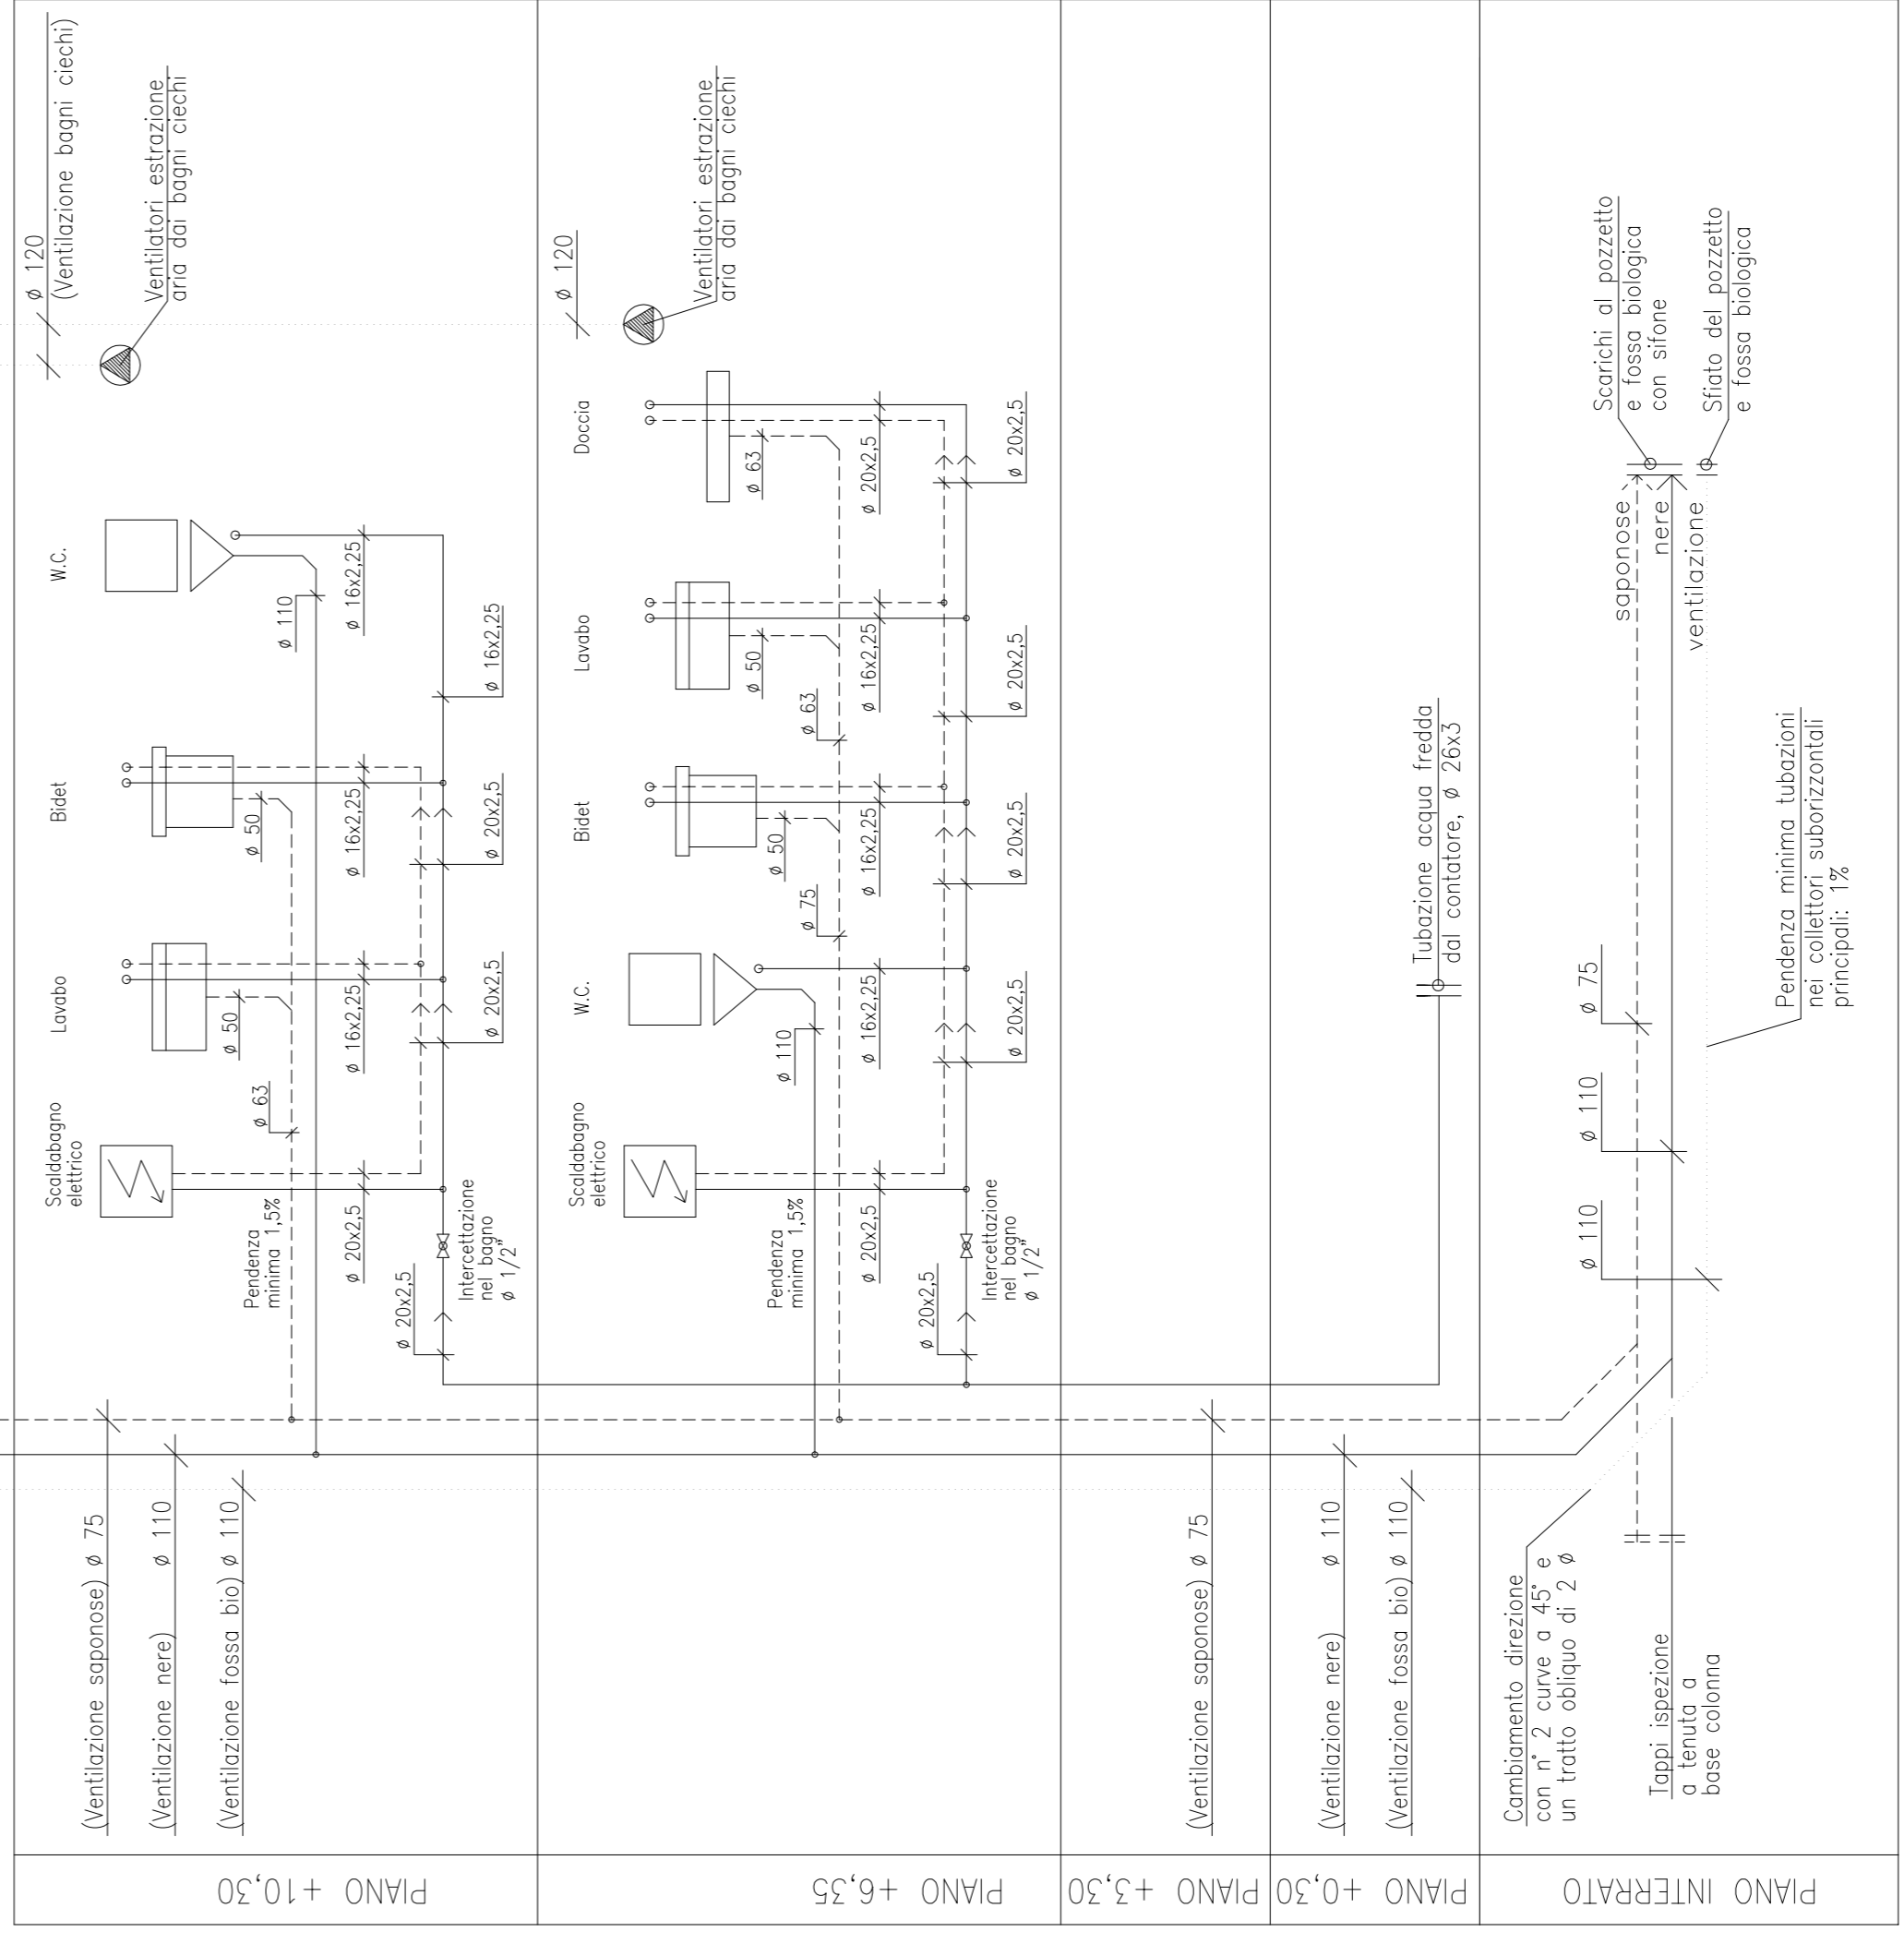 ø 120
(Ventilazione bagni ciechi)
Ventilatori estrazione
aria dai bagni ciechi
W.C.
Bidet
Lavabo
Scaldabagno
elettrico
ø 110
ø 16x2,25
ø 16x2,25
ø 50
ø 16x2,25
ø 20x2,5
ø 50
ø 16x2,25
ø 20x2,5
ø 63
Pendenza
minima 1,5%
ø 20x2,5
ø 20x2,5
Intercettazione
nel bagno
ø 1/2"
(Ventilazione saponose) ø 75
(Ventilazione nere) ø 110
(Ventilazione fossa bio) ø 110
PIANO +10,30
ø 120
Ventilatori estrazione
aria dai bagni ciechi
Doccia
Lavabo
Bidet
W.C.
Scaldabagno
elettrico
ø 63
ø 20x2,5
ø 20x2,5
ø 50
ø 16x2,25
ø 20x2,5
ø 63
ø 50
ø 16x2,25
ø 20x2,5
ø 75
ø 110
ø 16x2,25
ø 20x2,5
Pendenza
minima 1,5%
ø 20x2,5
ø 20x2,5
Intercettazione
nel bagno
ø 1/2"
PIANO +6,35
(Ventilazione saponose) ø 75
PIANO +3,30
Tubazione acqua fredda
dal contatore, ø 26x3
(Ventilazione nere) ø 110
(Ventilazione fossa bio) ø 110
PIANO +0,30
Scarichi al pozzetto
e fossa biologica
con sifone
Sfiato del pozzetto
e fossa biologica
saponose
nere
ventilazione
ø 75
ø 110
ø 110
Pendenza minima tubazioni
nei collettori suborizzontali
principali: 1%
Cambiamento direzione
con n° 2 curve a 45° e
un tratto obliquo di 2 ø
Tappi ispezione
a tenuta a
base colonna
PIANO INTERRATO